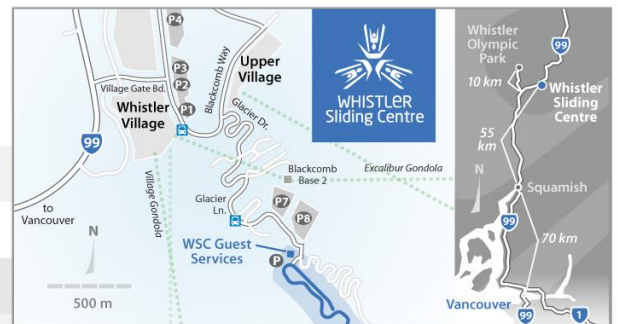 P4
P3
P2
P1
Village Gate Bd.
Whistler
Village
Blackcomb Way
Upper
Village
Glacier Dr.
99
to
Vancouver
N
500 m
Village Gondola
Glacier
Ln.
Blackcomb
Base 2
Excalibur Gondola
P7
P8
WSC Guest
Services
P
WHISTLER
Sliding Centre
Whistler
Olympic
Park
99
10 km
Whistler
Sliding
Centre
55
km
N
Squamish
99
70 km
Vancouver
99
1